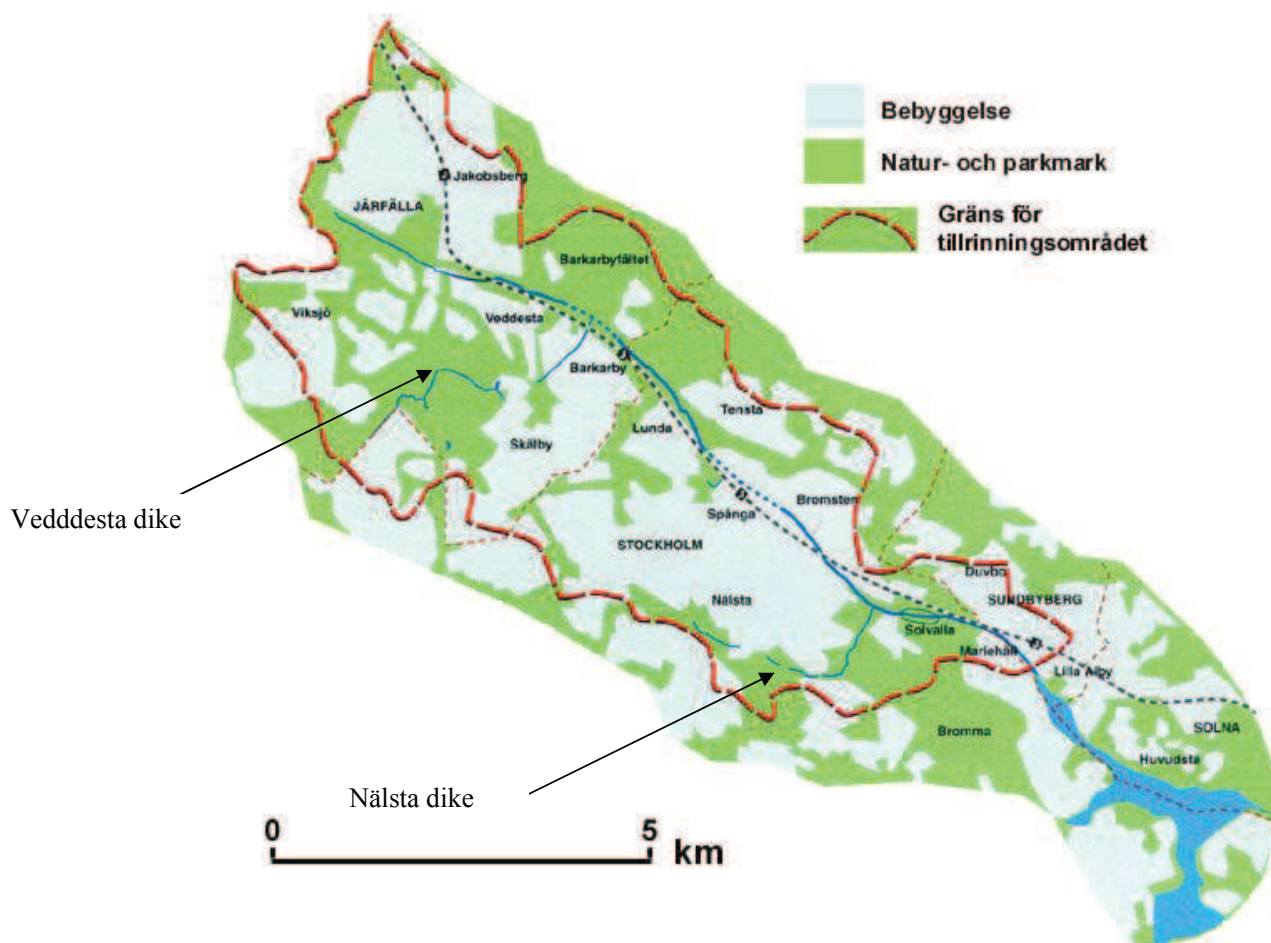 Bebyggelse
Natur- och parkmark
Gräns för
tillrinningsområdet
Jakobsberg
JÄRFÄLLA
Barkarbyfältet
Viksjö
Veddesta
Barkarby
Tensta
Lunda
Skälby
Vedddesta dike
Bromsten
Spånga
STOCKHOLM
Duvbo
SUNDBYBERG
Nälsta
Solvalla
Mariehäll
Lilla Alby
SOLNA
Bromma
Huvudsta
Nälsta dike
0 5 km